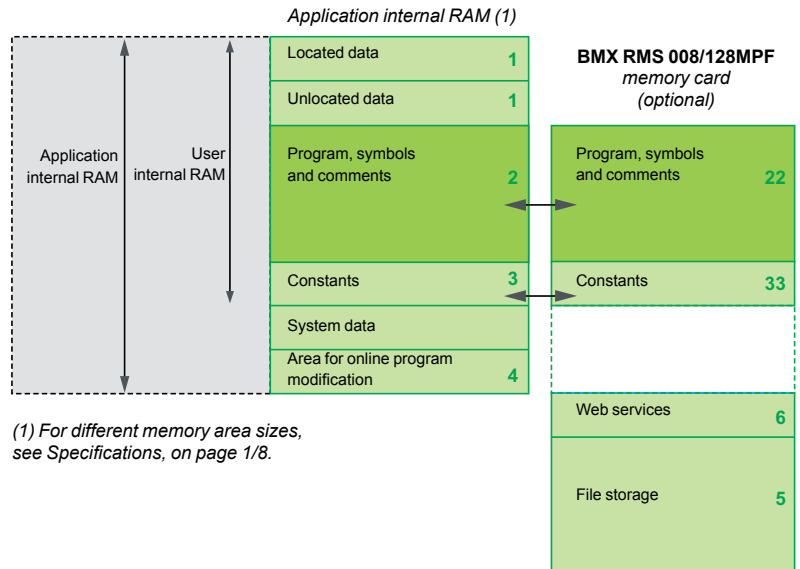 Application internal RAM (1)
BMX RMS 008/128MPF
memory card
(optional)
Application
internal RAM
User
internal RAM
Located data 1
Unlocated data 1
Program, symbols
and comments 2
Constants 3
System data
Area for online program
modification 4
Program, symbols
and comments 22
Constants 33
Web services 6
File storage 5
(1) For different memory area sizes,
see Specifications, on page 1/8.